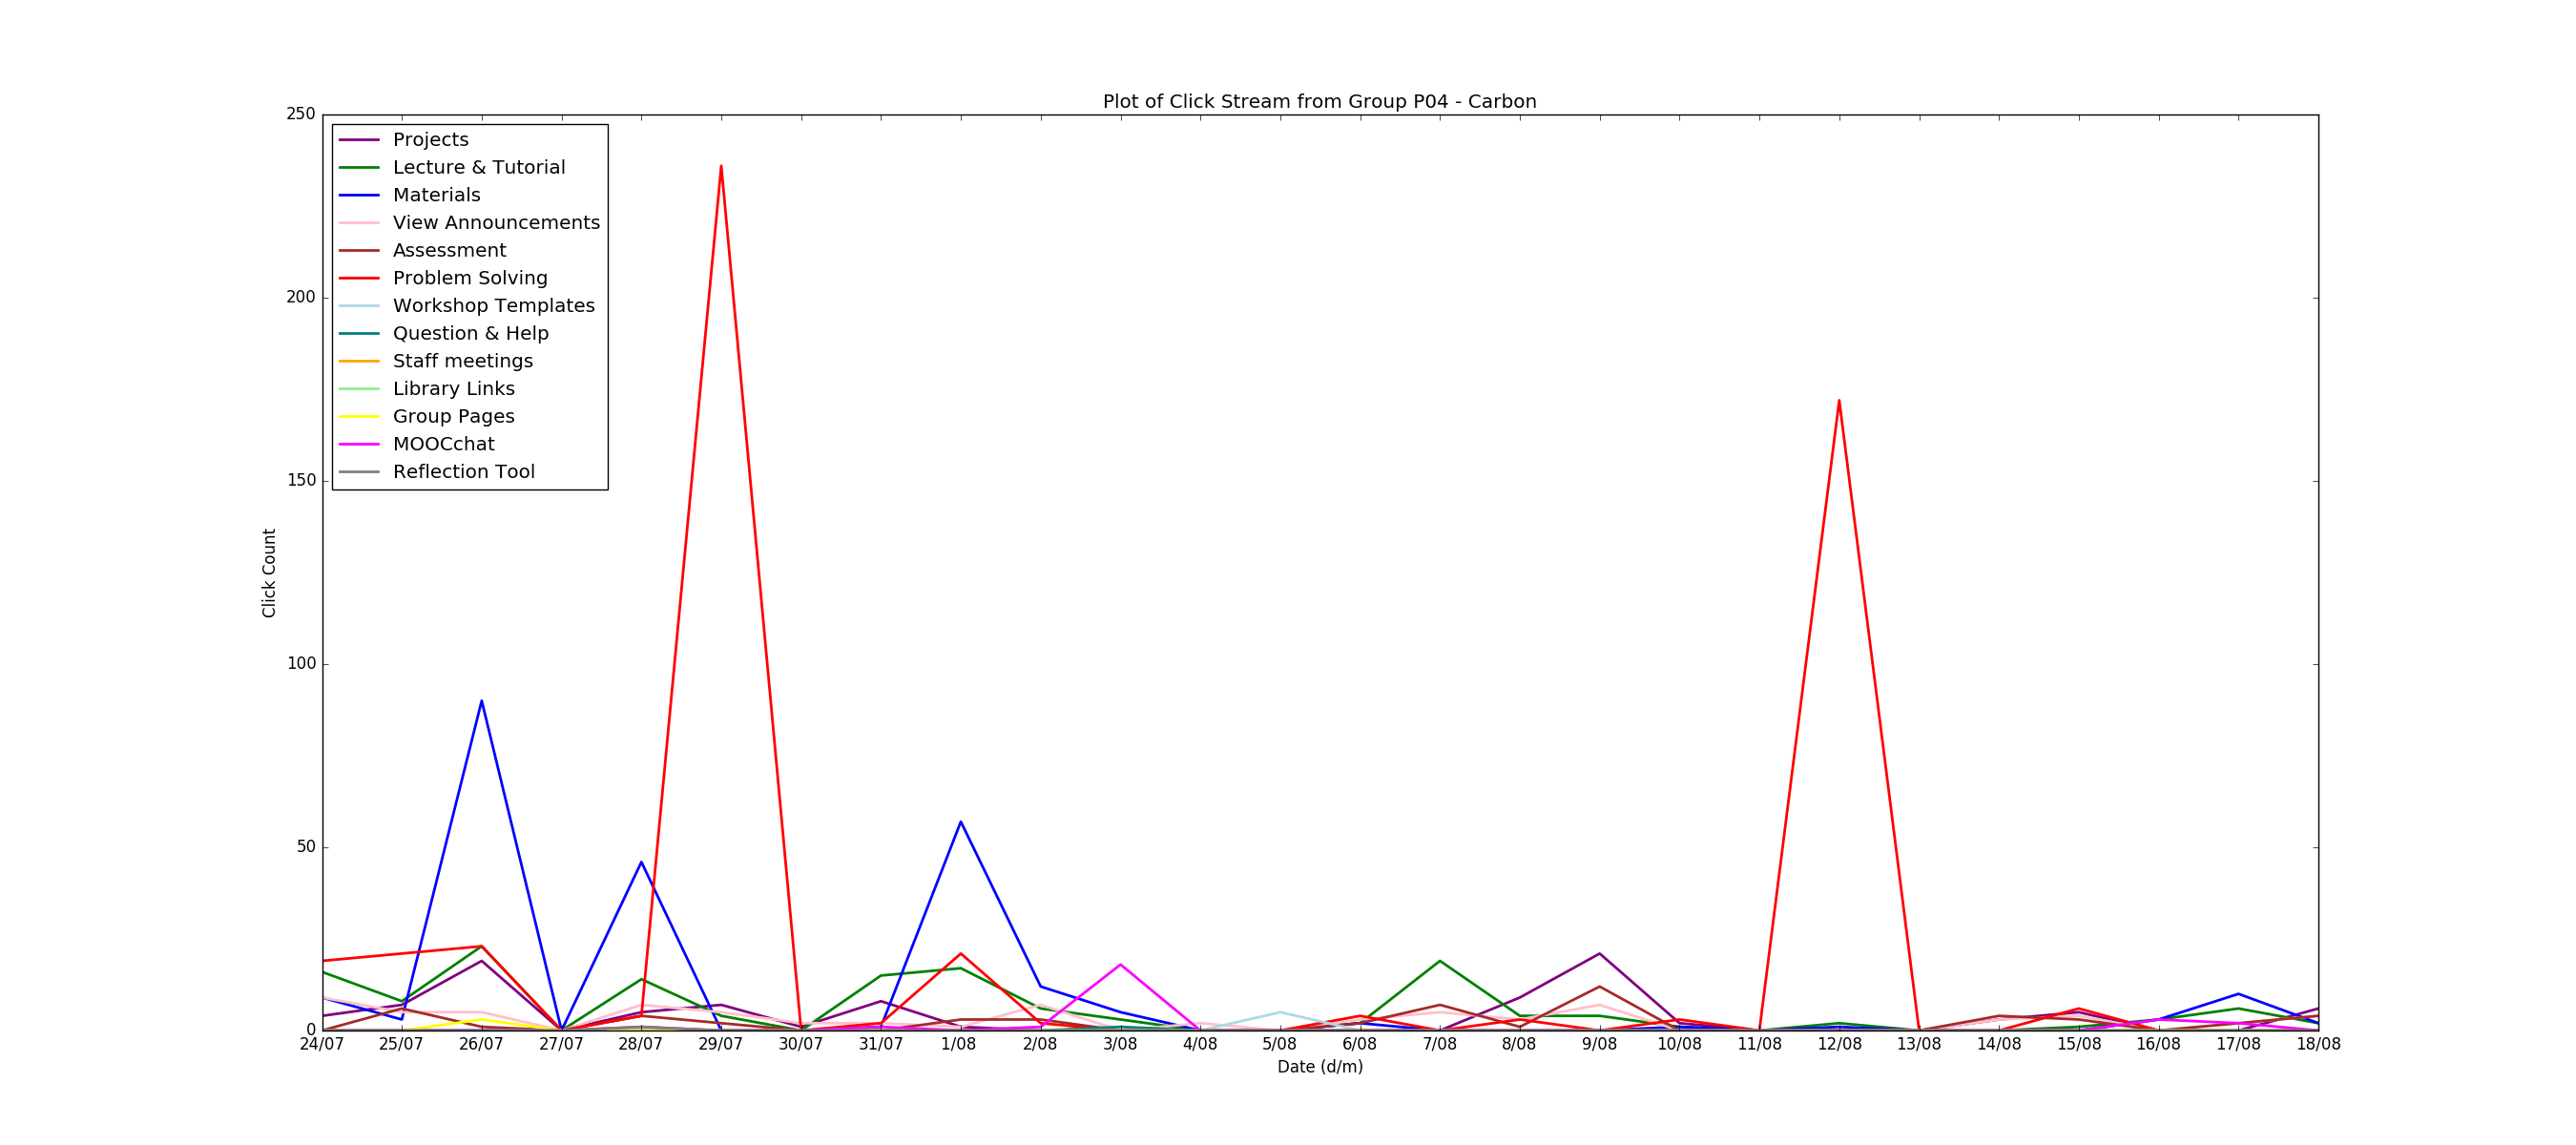 Plot of Click Stream from Group P04 - Carbon
250
200
150
100
50
0
Click Count
Projects
Lecture & Tutorial
Materials
View Announcements
Assessment
Problem Solving
Workshop Templates
Question & Help
Staff meetings
Library Links
Group Pages
MOOCchat
Reflection Tool
24/07 25/07 26/07 27/07 28/07 29/07 30/07 31/07 1/08 2/08 3/08 4/08 5/08 6/08 7/08 8/08 9/08 10/08 11/08 12/08 13/08 14/08 15/08 16/08 17/08 18/08
Date (d/m)